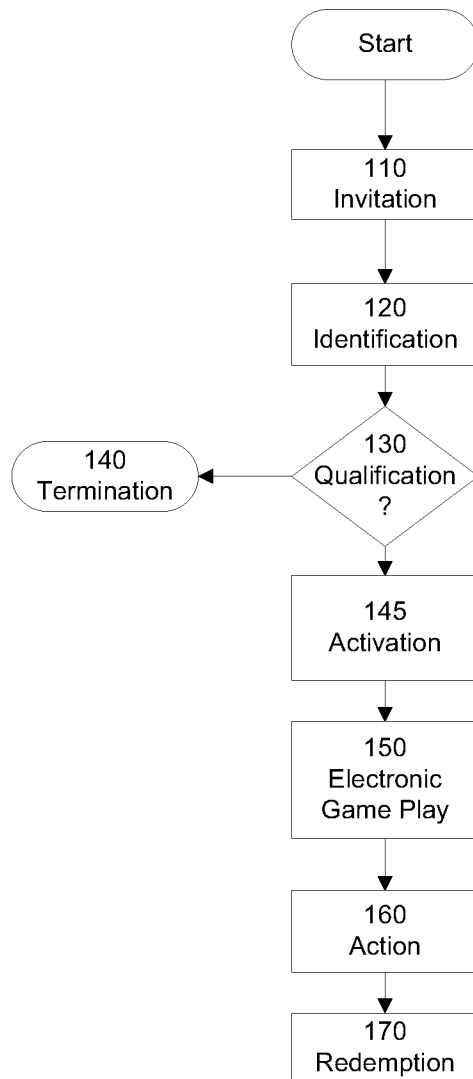 Start
110
Invitation
120
Identification
130
Qualification
?
140
Termination
145
Activation
150
Electronic
Game Play
160
Action
170
Redemption